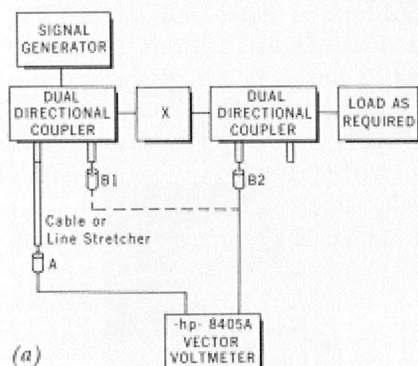 SIGNAL
GENERATOR
DUAL
DIRECTIONAL
COUPLER
X
DUAL
DIRECTIONAL
COUPLER
LOAD AS
REQUIRED
B1
B2
Cable or
Line Stretcher
A
-hp- 8405A
VECTOR
VOLTMETER
(a)